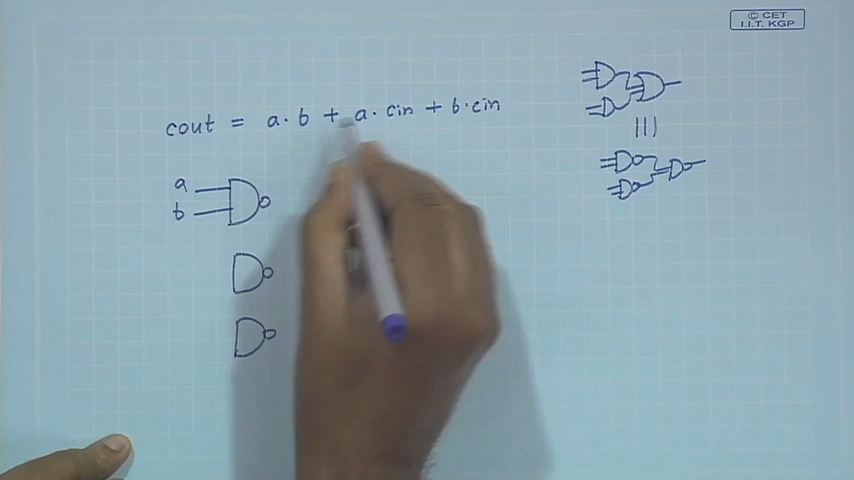 © CET
I.I.T. KGP
cout = a·b + a·cin + b·cin
a
b